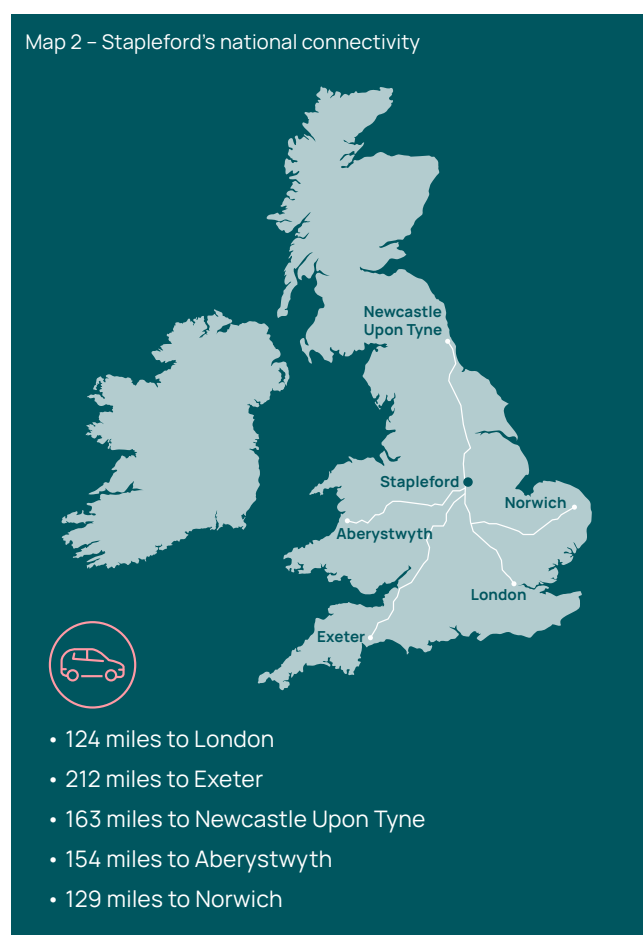 Map 2 – Stapleford's national connectivity
Newcastle
Upon Tyne
Stapleford
Norwich
Aberystwyth
London
Exeter
• 124 miles to London
• 212 miles to Exeter
• 163 miles to Newcastle Upon Tyne
• 154 miles to Aberystwyth
• 129 miles to Norwich